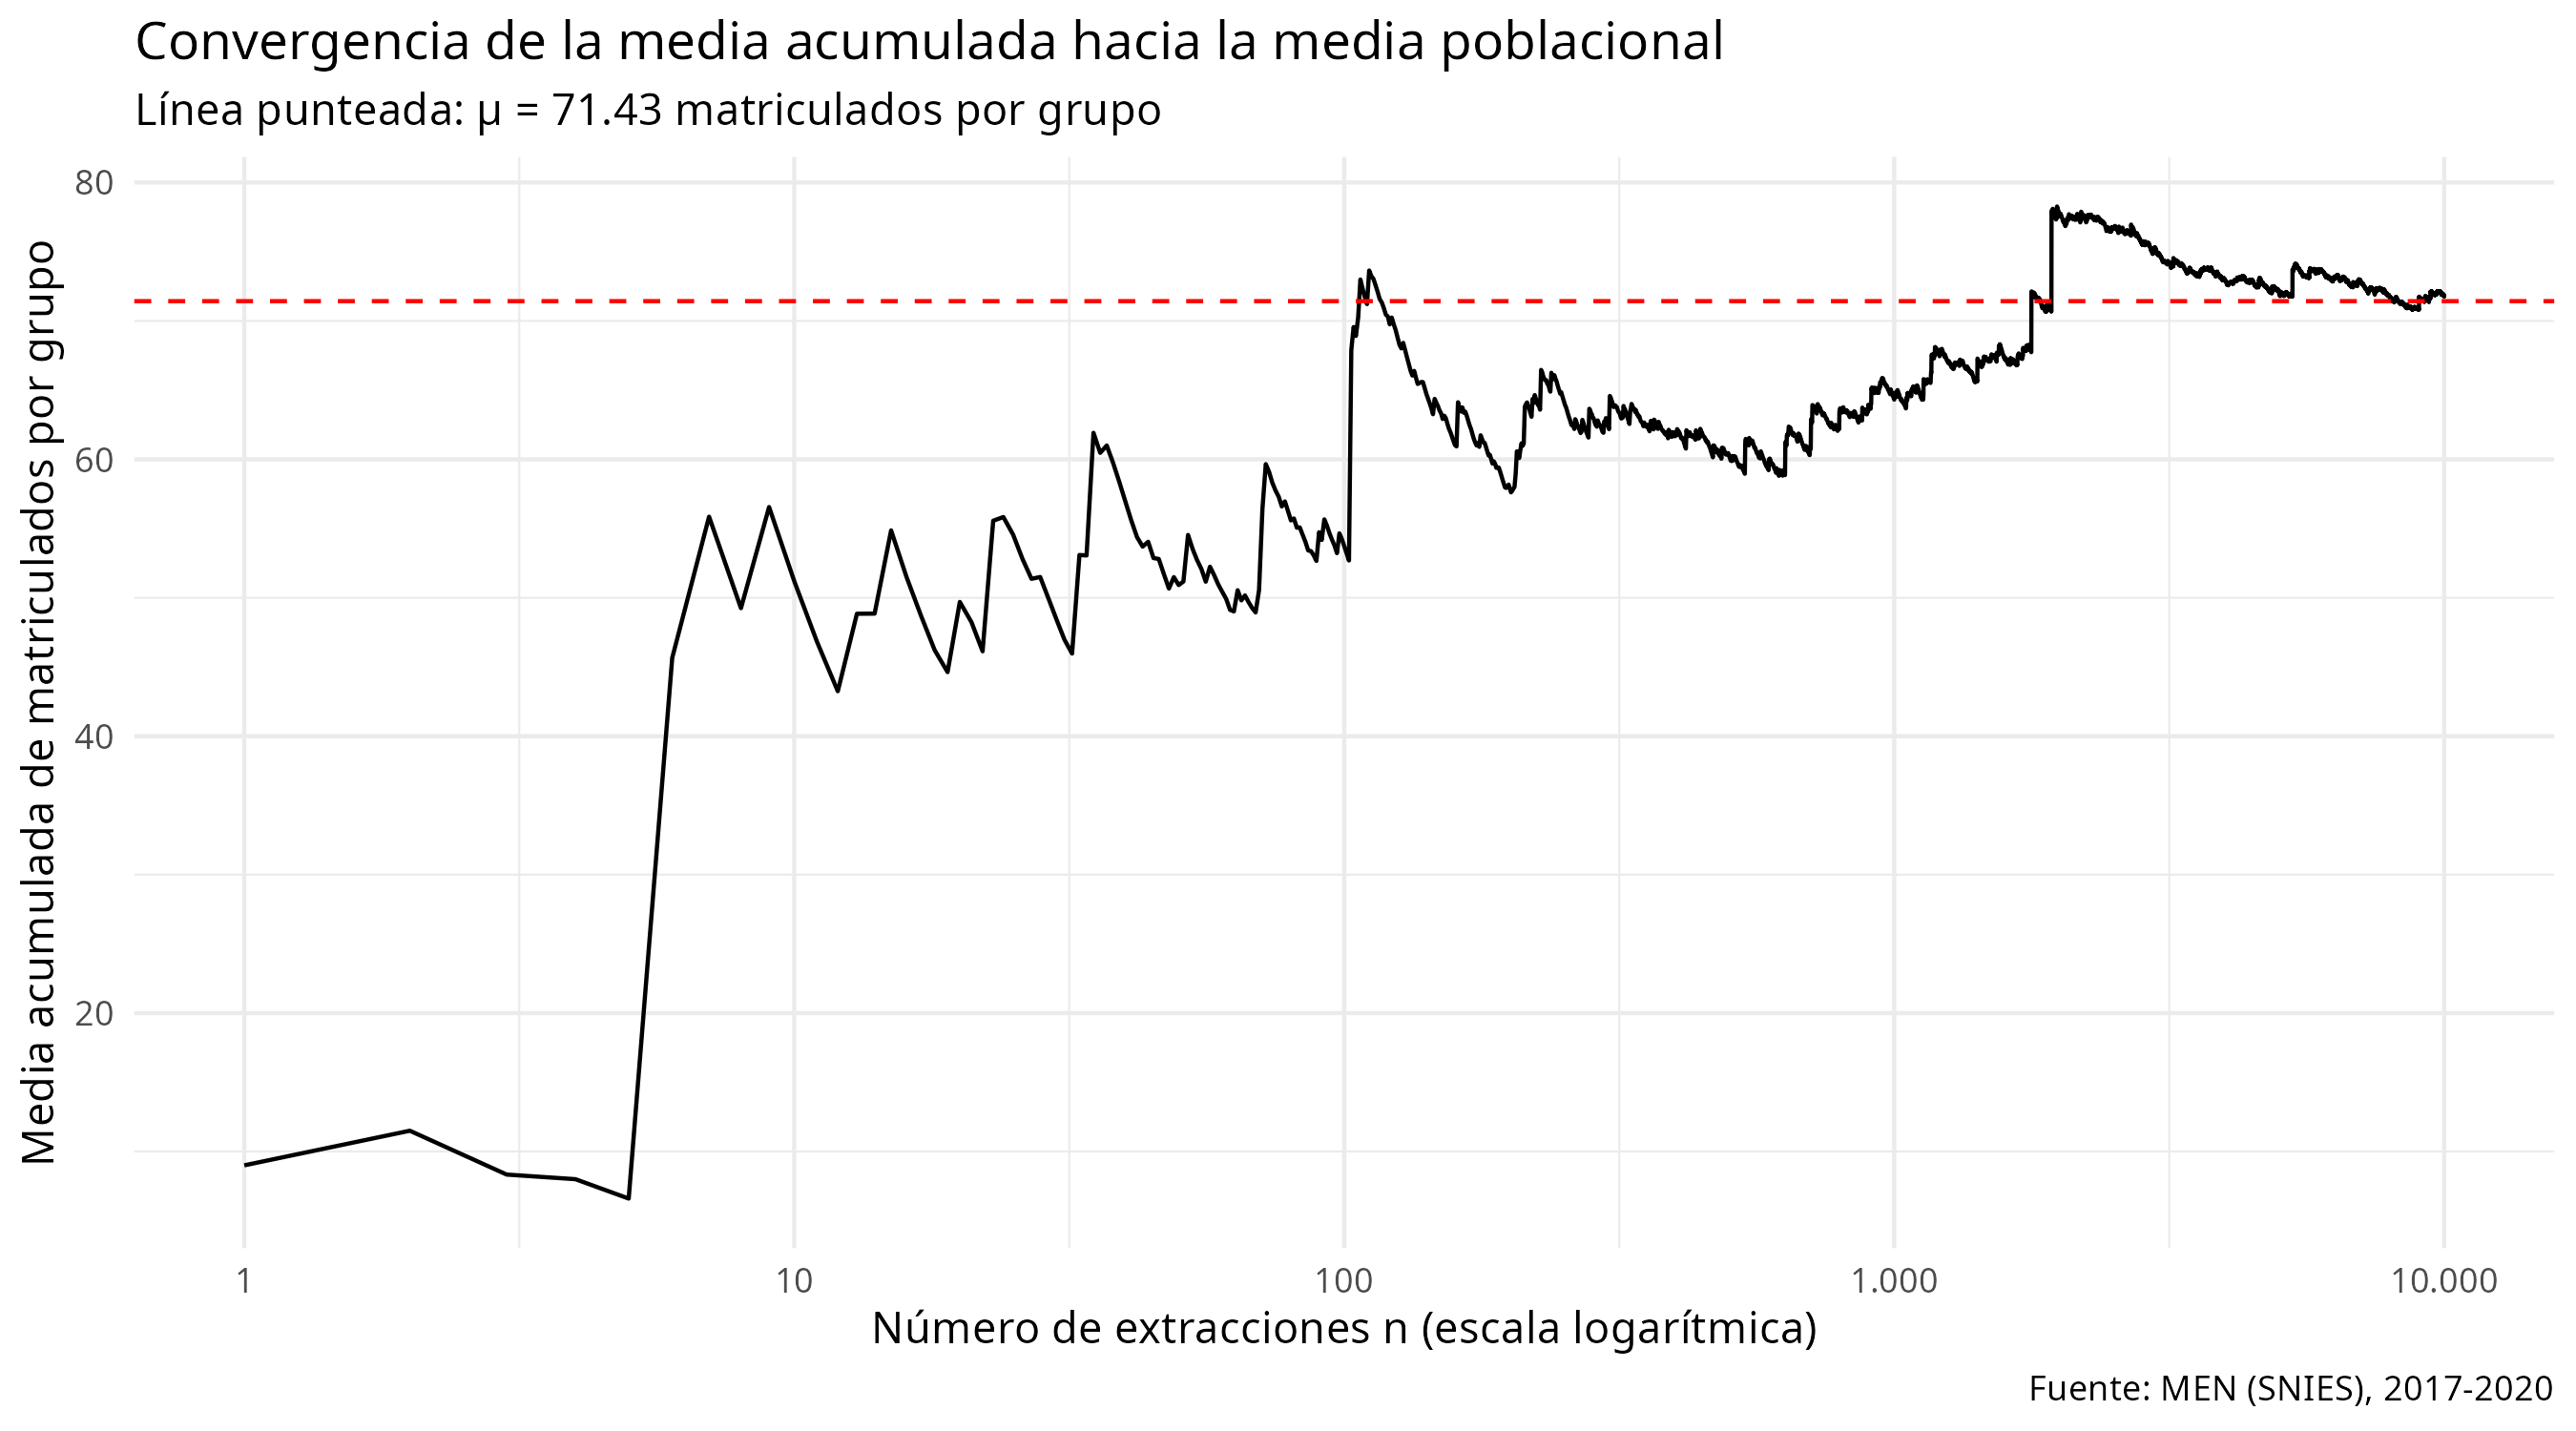 Convergencia de la media acumulada hacia la media poblacional
Línea punteada: μ = 71.43 matriculados por grupo
Media acumulada de matriculados por grupo
80
60
40
20
1
10
100
1.000
10.000
Número de extracciones n (escala logarítmica)
Fuente: MEN (SNIES), 2017-2020